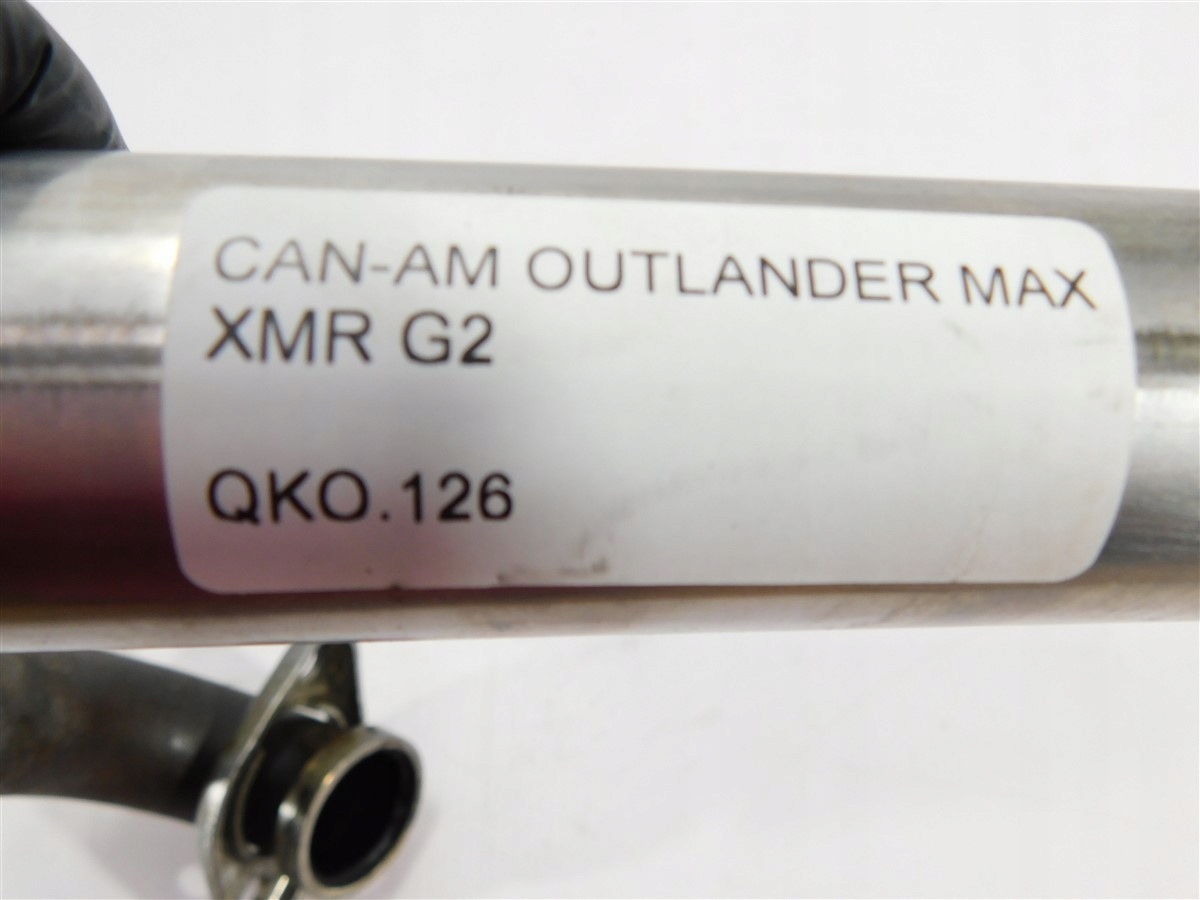 CAN-AM OUTLANDER MAX
XMR G2
QKO.126